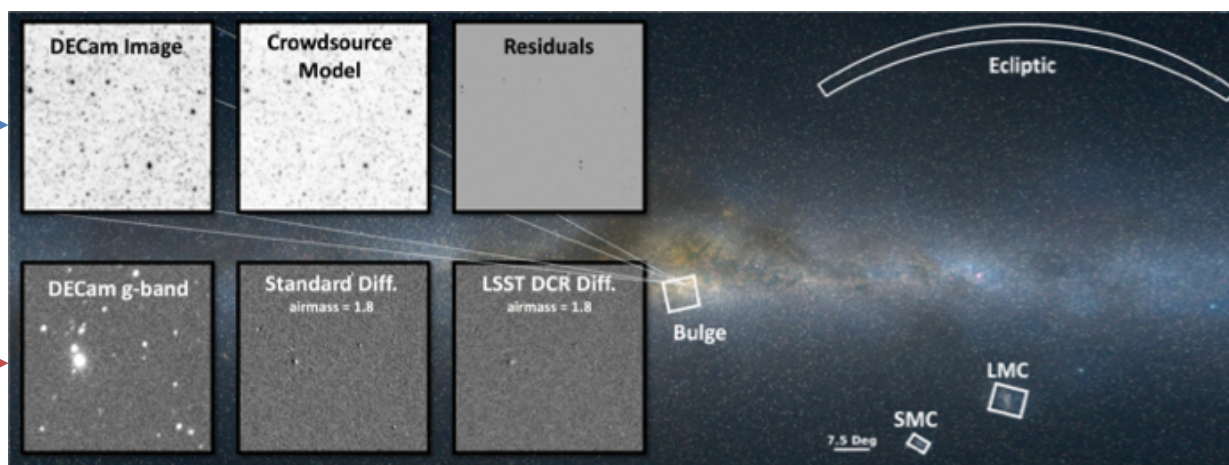 DECam Image
Crowdsource
Model
Residuals
Ecliptic
DECam g-band
Standard Diff.
airmass = 1.8
LSST DCR Diff.
airmass = 1.8
Bulge
LMC
SMC
7.5 Deg